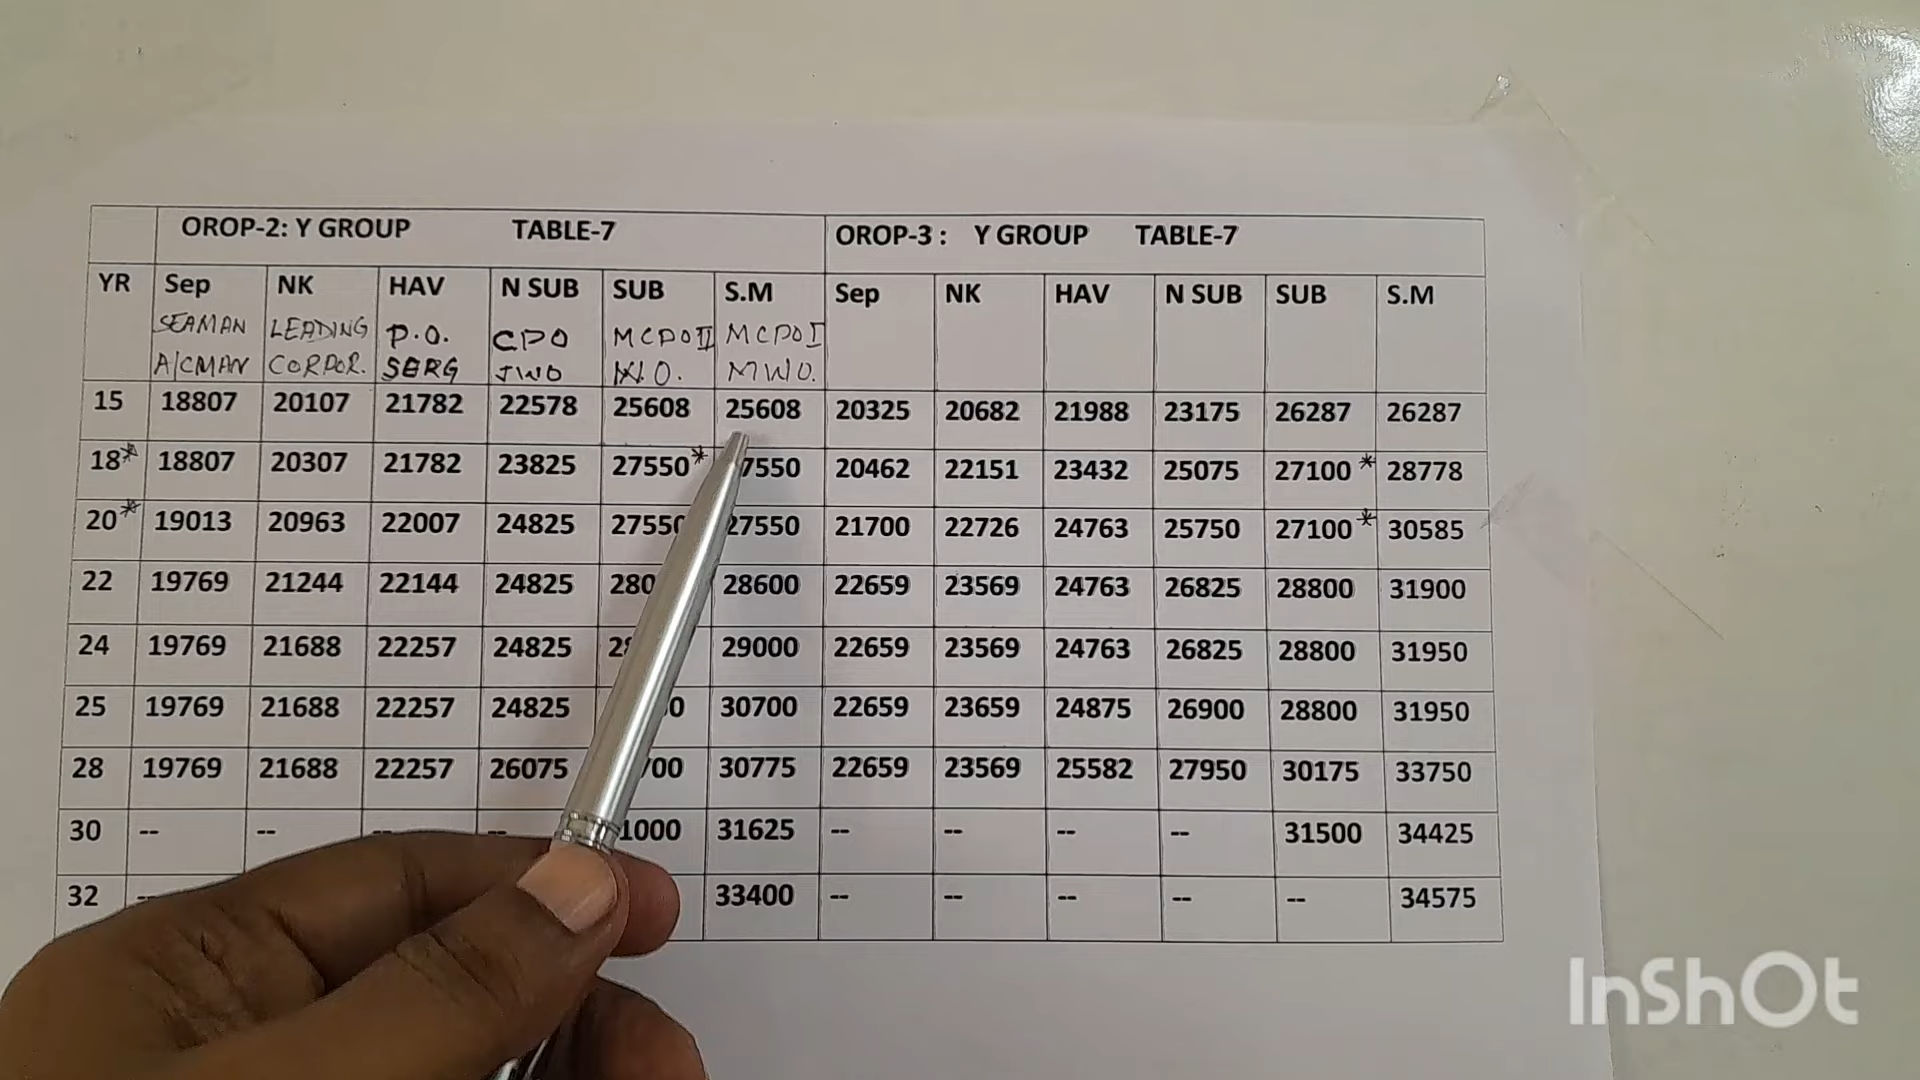 OROP-2: Y GROUP TABLE-7 OROP-3 : Y GROUP TABLE-7
YR Sep NK HAV N SUB SUB S.M Sep NK HAV N SUB SUB S.M
SEAMAN LEADING P.O. CPO MCPO II MCPO I
A/CMAN CORPOR. SERG JWO W.O. MWO.
15 18807 20107 21782 22578 25608 25608 20325 20682 21988 23175 26287 26287
18* 18807 20307 21782 23825 27550* 7550 20462 22151 23432 25075 27100* 28778
20* 19013 20963 22007 24825 27550 27550 21700 22726 24763 25750 27100* 30585
22 19769 21244 22144 24825 280 28600 22659 23569 24763 26825 28800 31900
24 19769 21688 22257 24825 29000 22659 23569 24763 26825 28800 31950
25 19769 21688 22257 24825 0 30700 22659 23659 24875 26900 28800 31950
28 19769 21688 22257 26075 700 30775 22659 23569 25582 27950 30175 33750
30 -- -- -- -- 1000 31625 -- -- -- -- 31500 34425
32 -- 33400 -- -- -- -- -- 34575
InShOt